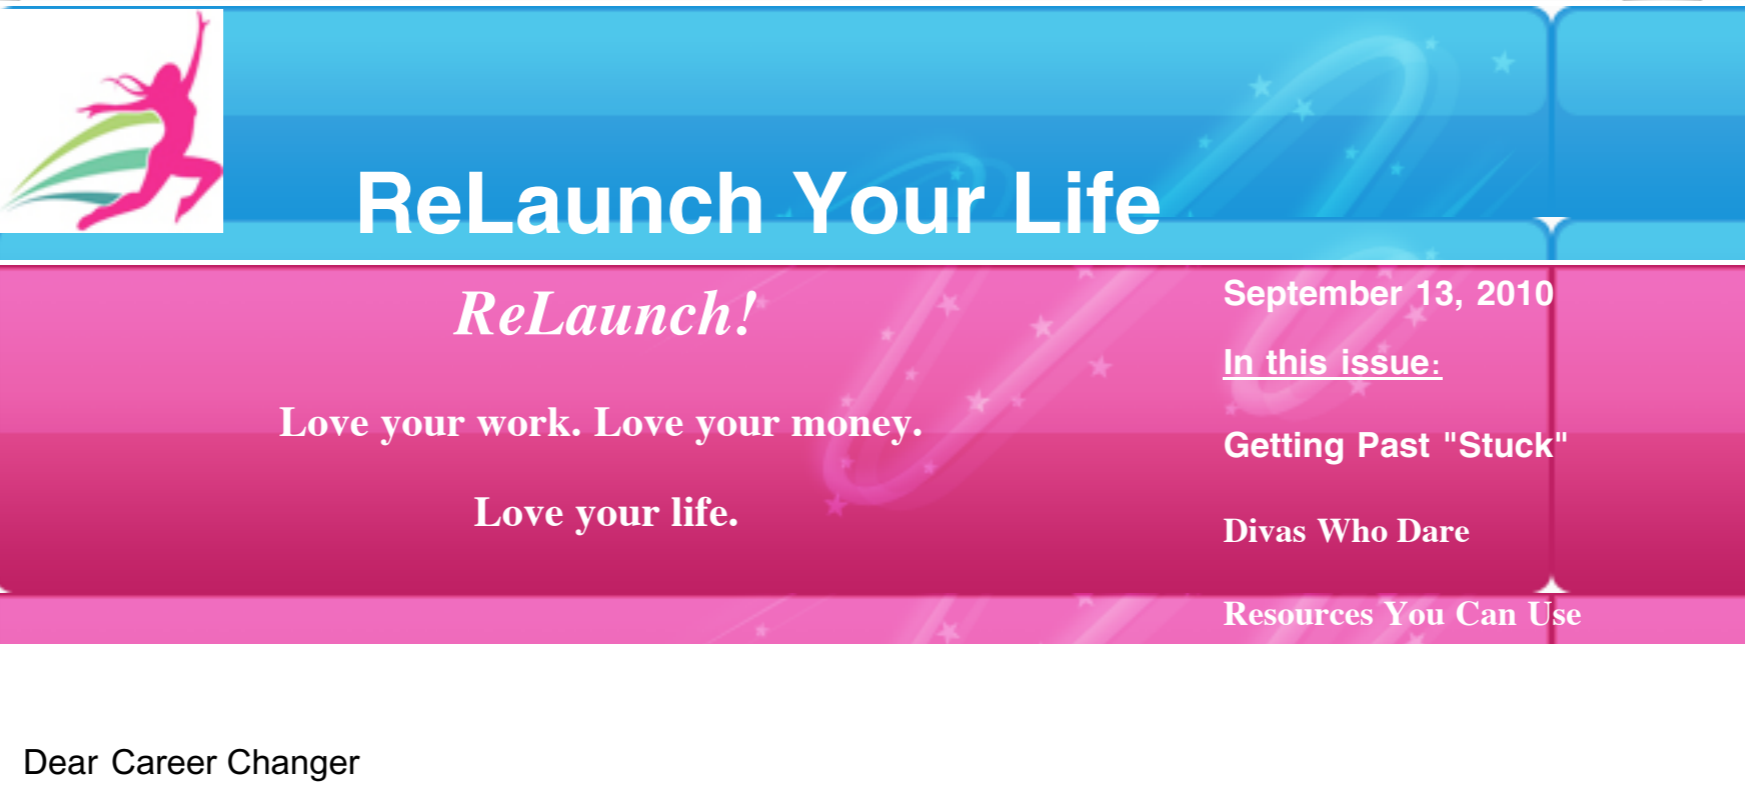 ReLaunch Your Life
ReLaunch!
Love your work. Love your money.
Love your life.
September 13, 2010
In this issue:
Getting Past "Stuck"
Divas Who Dare
Resources You Can Use
Dear Career Changer